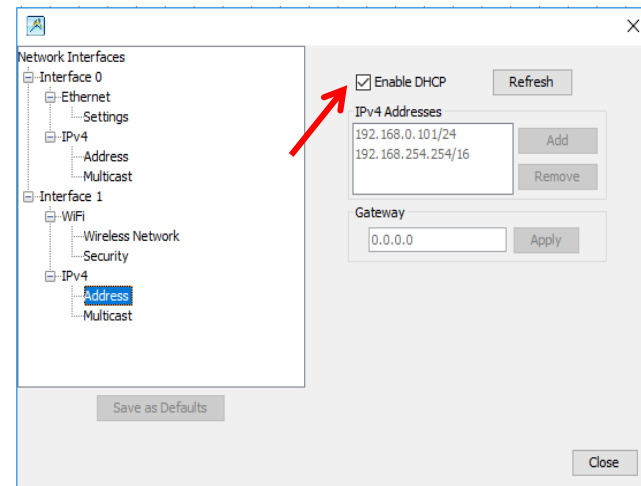 Network Interfaces
Interface 0
Ethernet
Settings
IPv4
Address
Multicast
Interface 1
WiFi
Wireless Network
Security
IPv4
Address
Multicast
Save as Defaults
Enable DHCP
Refresh
IPv4 Addresses
192.168.0.101/24
192.168.254.254/16
Add
Remove
Gateway
0.0.0.0
Apply
Close